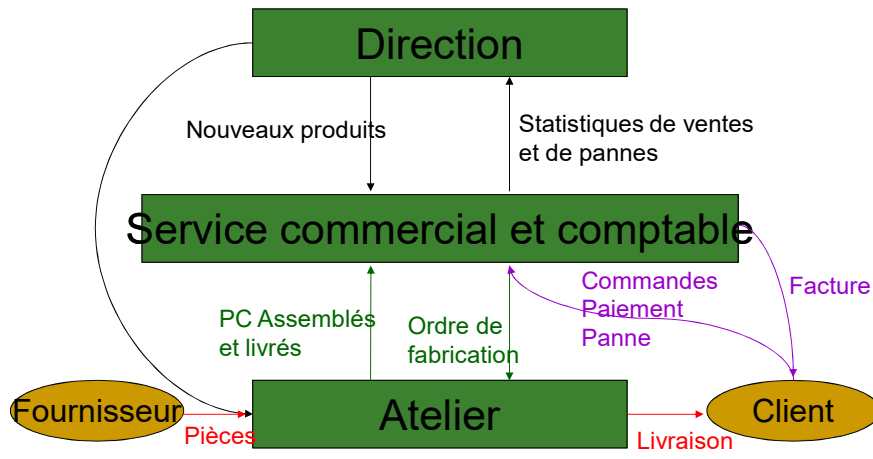 Direction
Nouveaux produits
Statistiques de ventes
et de pannes
Service commercial et comptable
PC Assemblés
et livrés
Ordre de
fabrication
Commandes
Paiement
Panne
Facture
Fournisseur
Pièces
Atelier
Livraison
Client